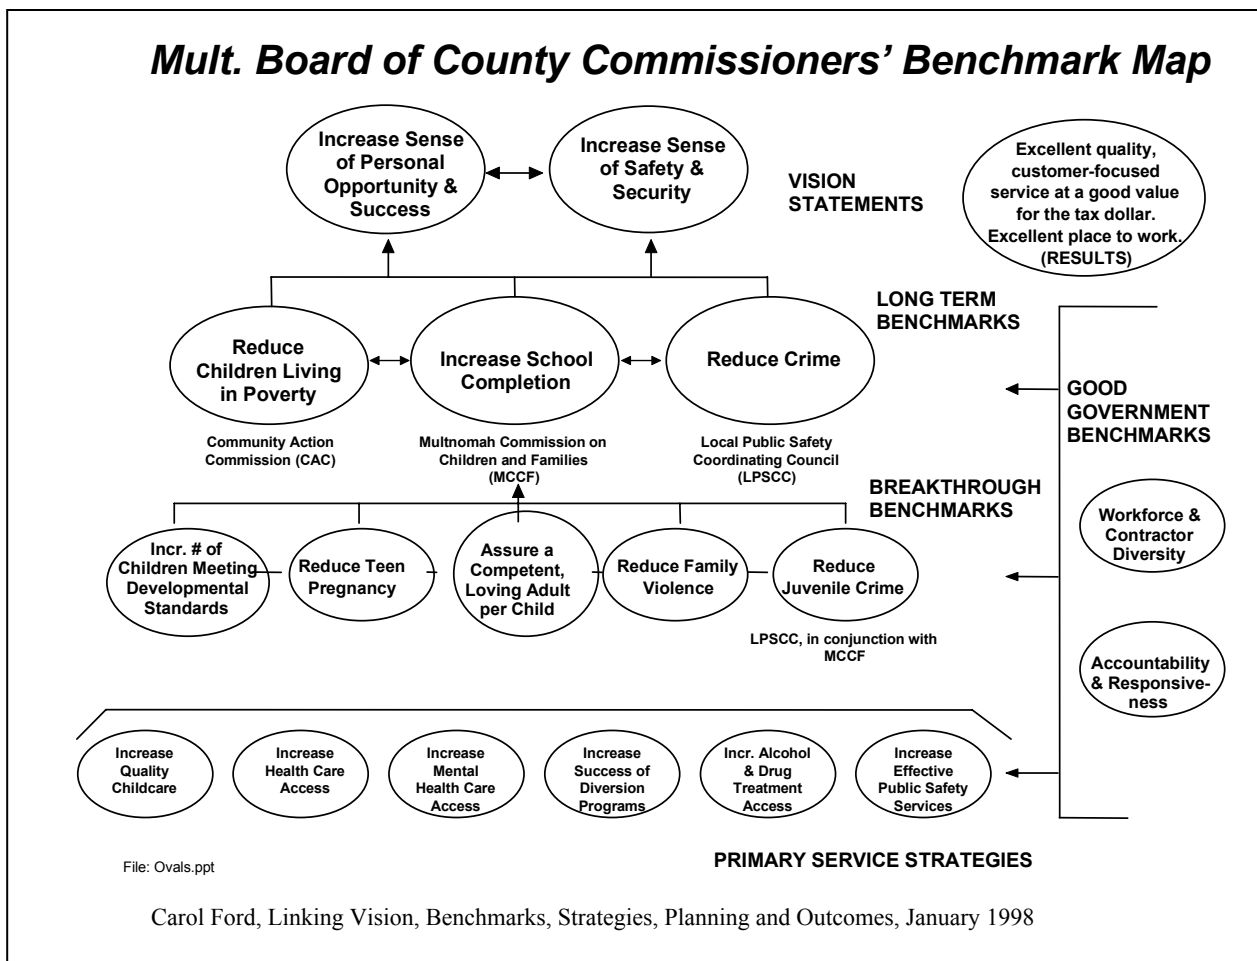 Mult. Board of County Commissioners' Benchmark Map
Increase Sense
of Personal
Opportunity &
Success
Increase Sense
of Safety &
Security
VISION
STATEMENTS
Excellent quality,
customer-focused
service at a good value
for the tax dollar.
Excellent place to work.
(RESULTS)
LONG TERM
BENCHMARKS
Reduce
Children Living
in Poverty
Increase School
Completion
Reduce Crime
GOOD
GOVERNMENT
BENCHMARKS
Community Action
Commission (CAC)
Multnomah Commission on
Children and Families
(MCCF)
Local Public Safety
Coordinating Council
(LPSCC)
BREAKTHROUGH
BENCHMARKS
Incr. # of
Children Meeting
Developmental
Standards
Reduce Teen
Pregnancy
Assure a
Competent,
Loving Adult
per Child
Reduce Family
Violence
Reduce
Juvenile Crime
Workforce &
Contractor
Diversity
LPSCC, in conjunction with
MCCF
Accountability
& Responsive-
ness
Increase
Quality
Childcare
Increase
Health Care
Access
Increase
Mental
Health Care
Access
Increase
Success of
Diversion
Programs
Incr. Alcohol
& Drug
Treatment
Access
Increase
Effective
Public Safety
Services
File: Ovals.ppt
PRIMARY SERVICE STRATEGIES
Carol Ford, Linking Vision, Benchmarks, Strategies, Planning and Outcomes, January 1998